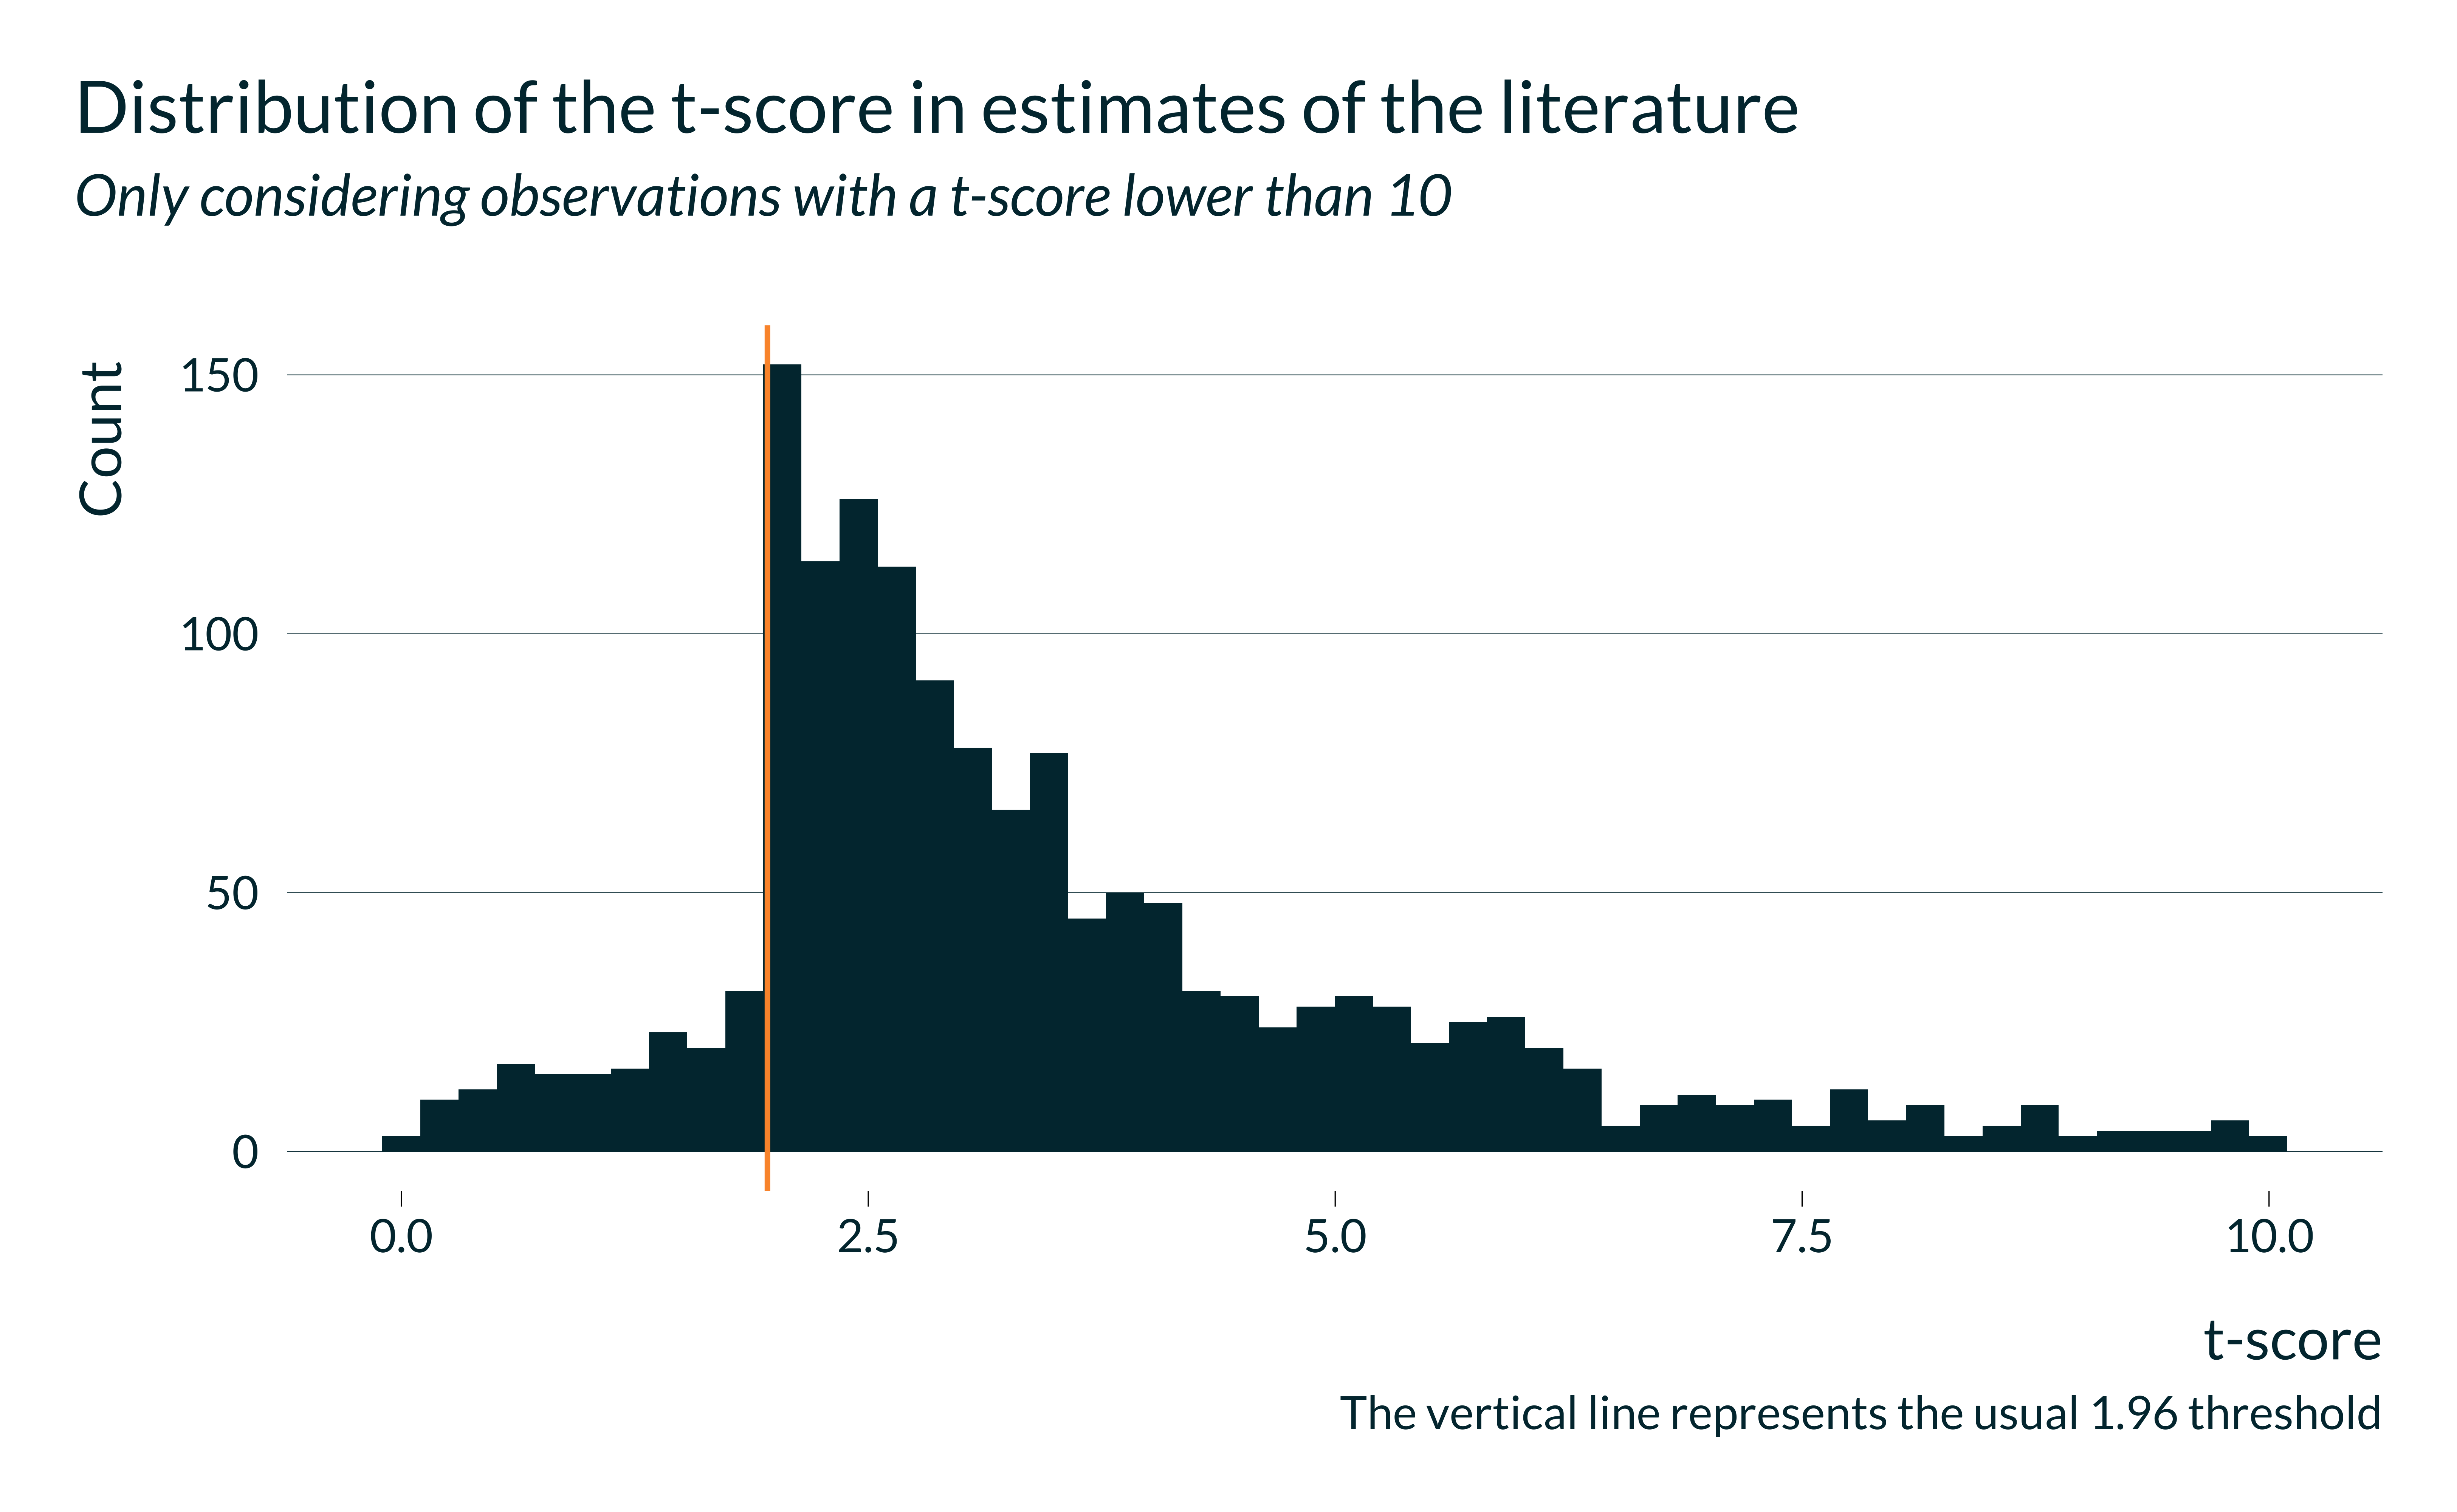 Distribution of the t-score in estimates of the literature
Only considering observations with a t-score lower than 10
Count
150
100
50
0
0.0 2.5 5.0 7.5 10.0
t-score
The vertical line represents the usual 1.96 threshold